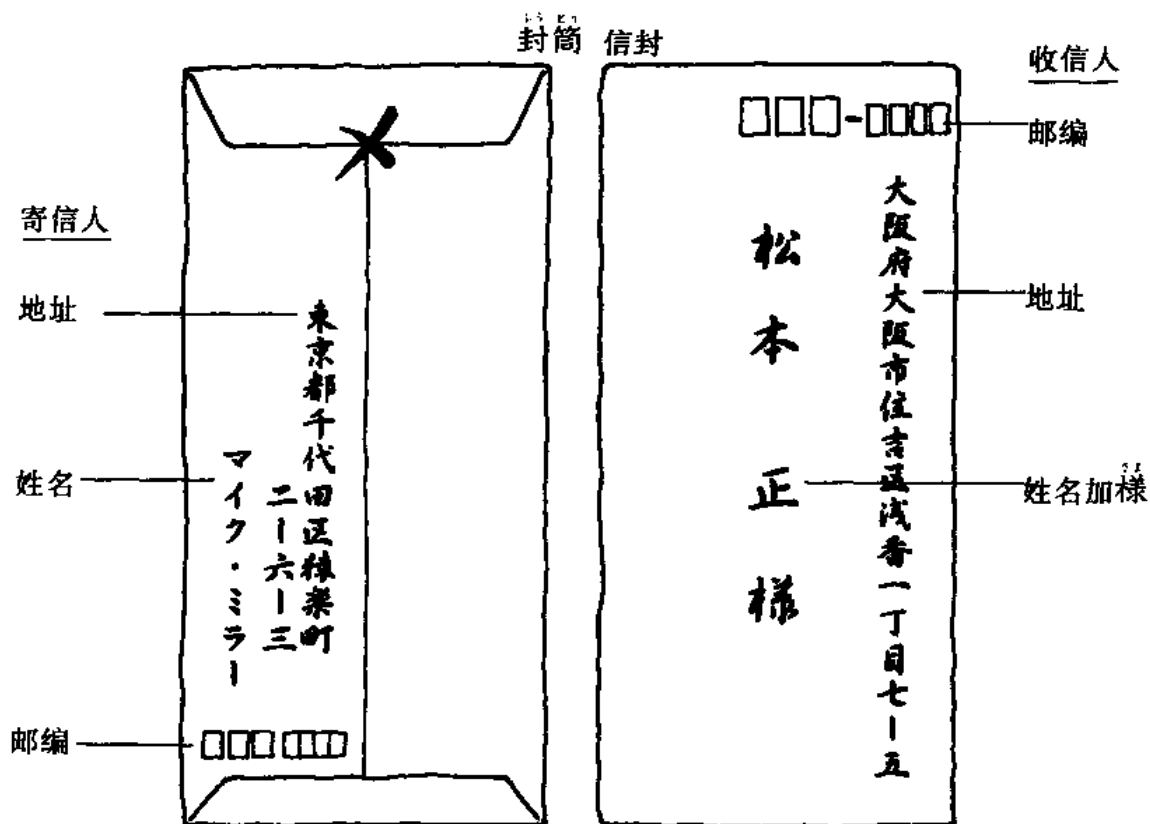 ふう とう
封筒 信封
寄信人
地址
姓名
邮编
東京都千代田区猿楽町
二ー六ー三
マイク・ミラー
收信人
邮编
地址
姓名加様
さま
大阪府大阪市住吉区浅香一丁目七ー五
松本正様